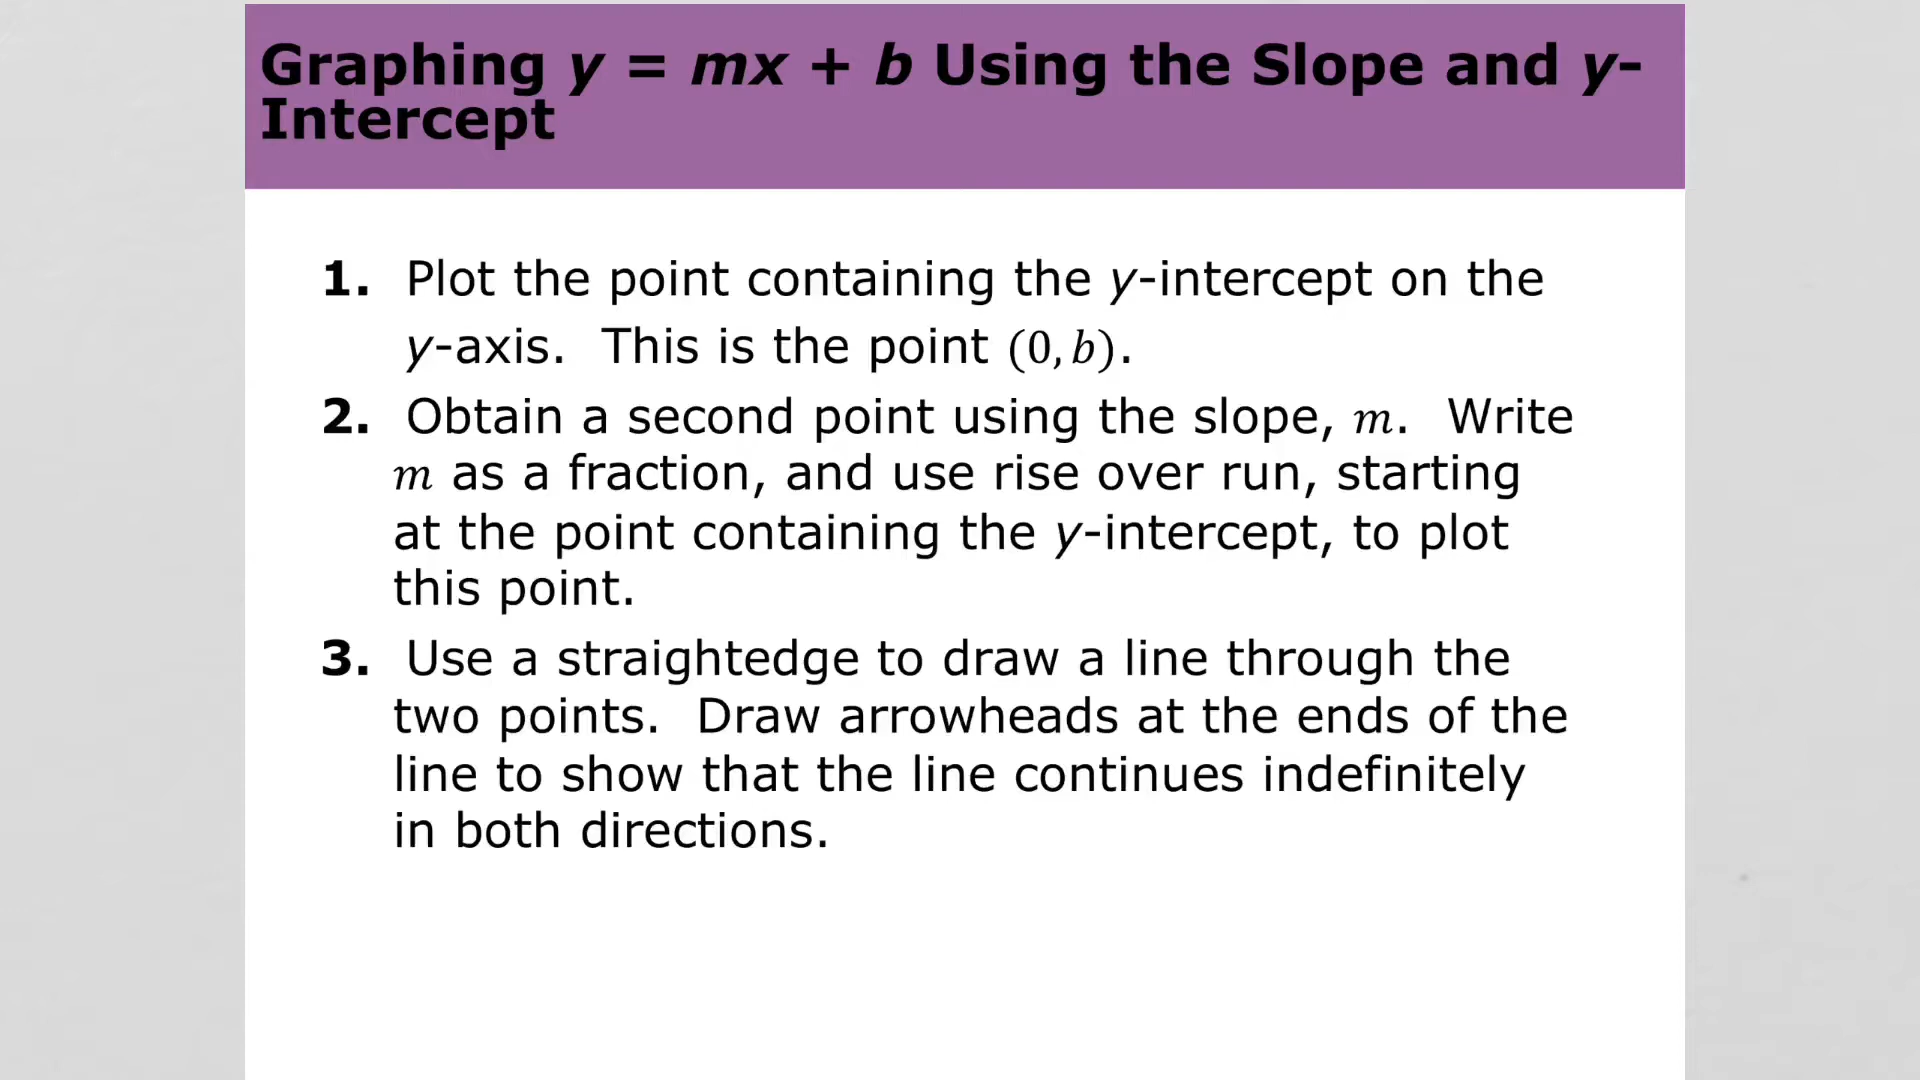 Graphing y = mx + b Using the Slope and y-
Intercept
1. Plot the point containing the y-intercept on the
y-axis. This is the point (0, b).
2. Obtain a second point using the slope, m. Write
m as a fraction, and use rise over run, starting
at the point containing the y-intercept, to plot
this point.
3. Use a straightedge to draw a line through the
two points. Draw arrowheads at the ends of the
line to show that the line continues indefinitely
in both directions.